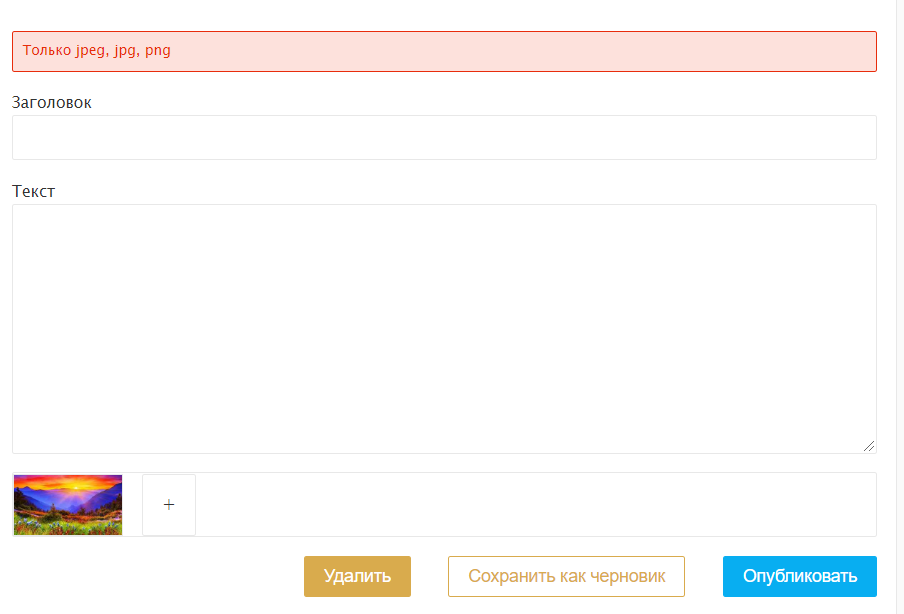 Только jpeg, jpg, png
Заголовок
Текст
+
Удалить
Сохранить как черновик
Опубликовать